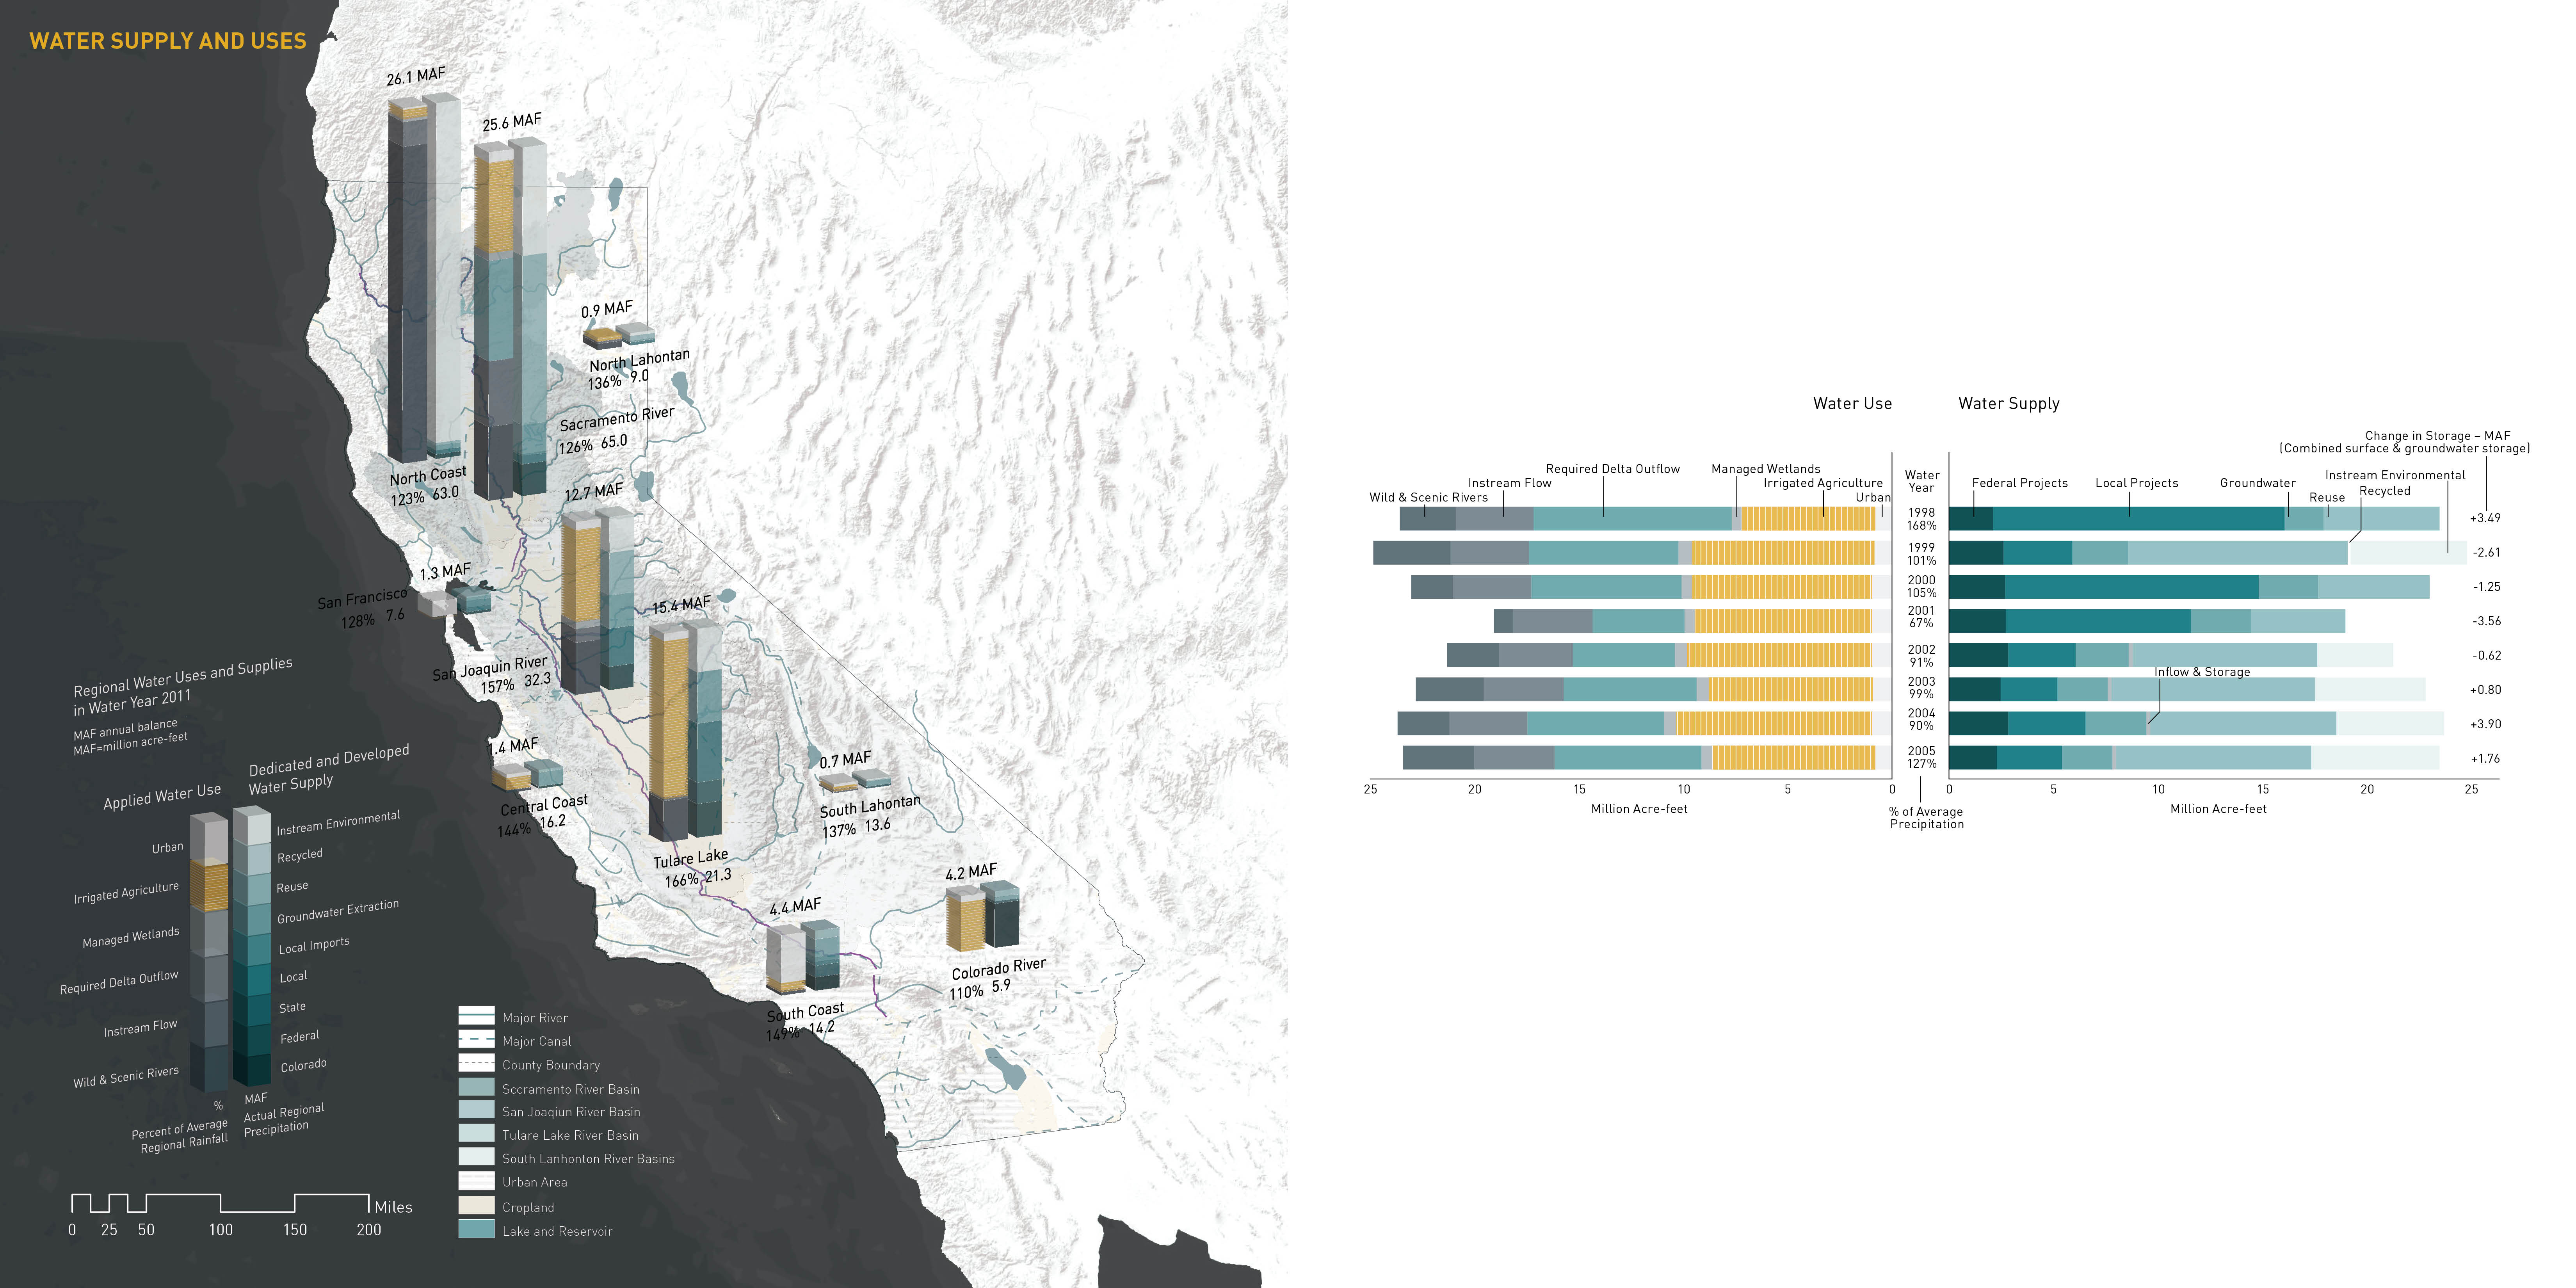 WATER SUPPLY AND USES
26.1 MAF
25.6 MAF
0.9 MAF
North Lahontan
136% 9.0
Sacramento River
126% 65.0
North Coast
123% 63.0
12.7 MAF
1.3 MAF
San Francisco
128% 7.6
15.4 MAF
San Joaquin River
157% 32.3
1.4 MAF
Central Coast
144% 16.2
0.7 MAF
South Lahontan
137% 13.6
Tulare Lake
166% 21.3
4.2 MAF
Colorado River
110% 5.9
4.4 MAF
South Coast
149% 14.2
Regional Water Uses and Supplies
in Water Year 2011
MAF annual balance
MAF=million acre-feet
Applied Water Use
Dedicated and Developed
Water Supply
Urban
Irrigated Agriculture
Managed Wetlands
Required Delta Outflow
Instream Flow
Wild & Scenic Rivers
Instream Environmental
Recycled
Reuse
Groundwater Extraction
Local Imports
Local
State
Federal
Colorado
%
Percent of Average
Regional Rainfall
MAF
Actual Regional
Precipitation
0 25 50 100 150 200 Miles
Major River
Major Canal
County Boundary
Sccramento River Basin
San Joaqiun River Basin
Tulare Lake River Basin
South Lanhonton River Basins
Urban Area
Cropland
Lake and Reservoir
Water Use
Water Supply
Change in Storage – MAF
(Combined surface & groundwater storage)
Wild & Scenic Rivers
Instream Flow
Required Delta Outflow
Managed Wetlands
Irrigated Agriculture
Urban
Water
Year
Federal Projects
Local Projects
Groundwater
Reuse
Recycled
Instream Environmental
1998
168%
+3.49
1999
101%
-2.61
2000
105%
-1.25
2001
67%
-3.56
2002
91%
-0.62
Inflow & Storage
2003
99%
+0.80
2004
90%
+3.90
2005
127%
+1.76
25 20 15 10 5 0
0 5 10 15 20 25
Million Acre-feet
% of Average
Precipitation
Million Acre-feet